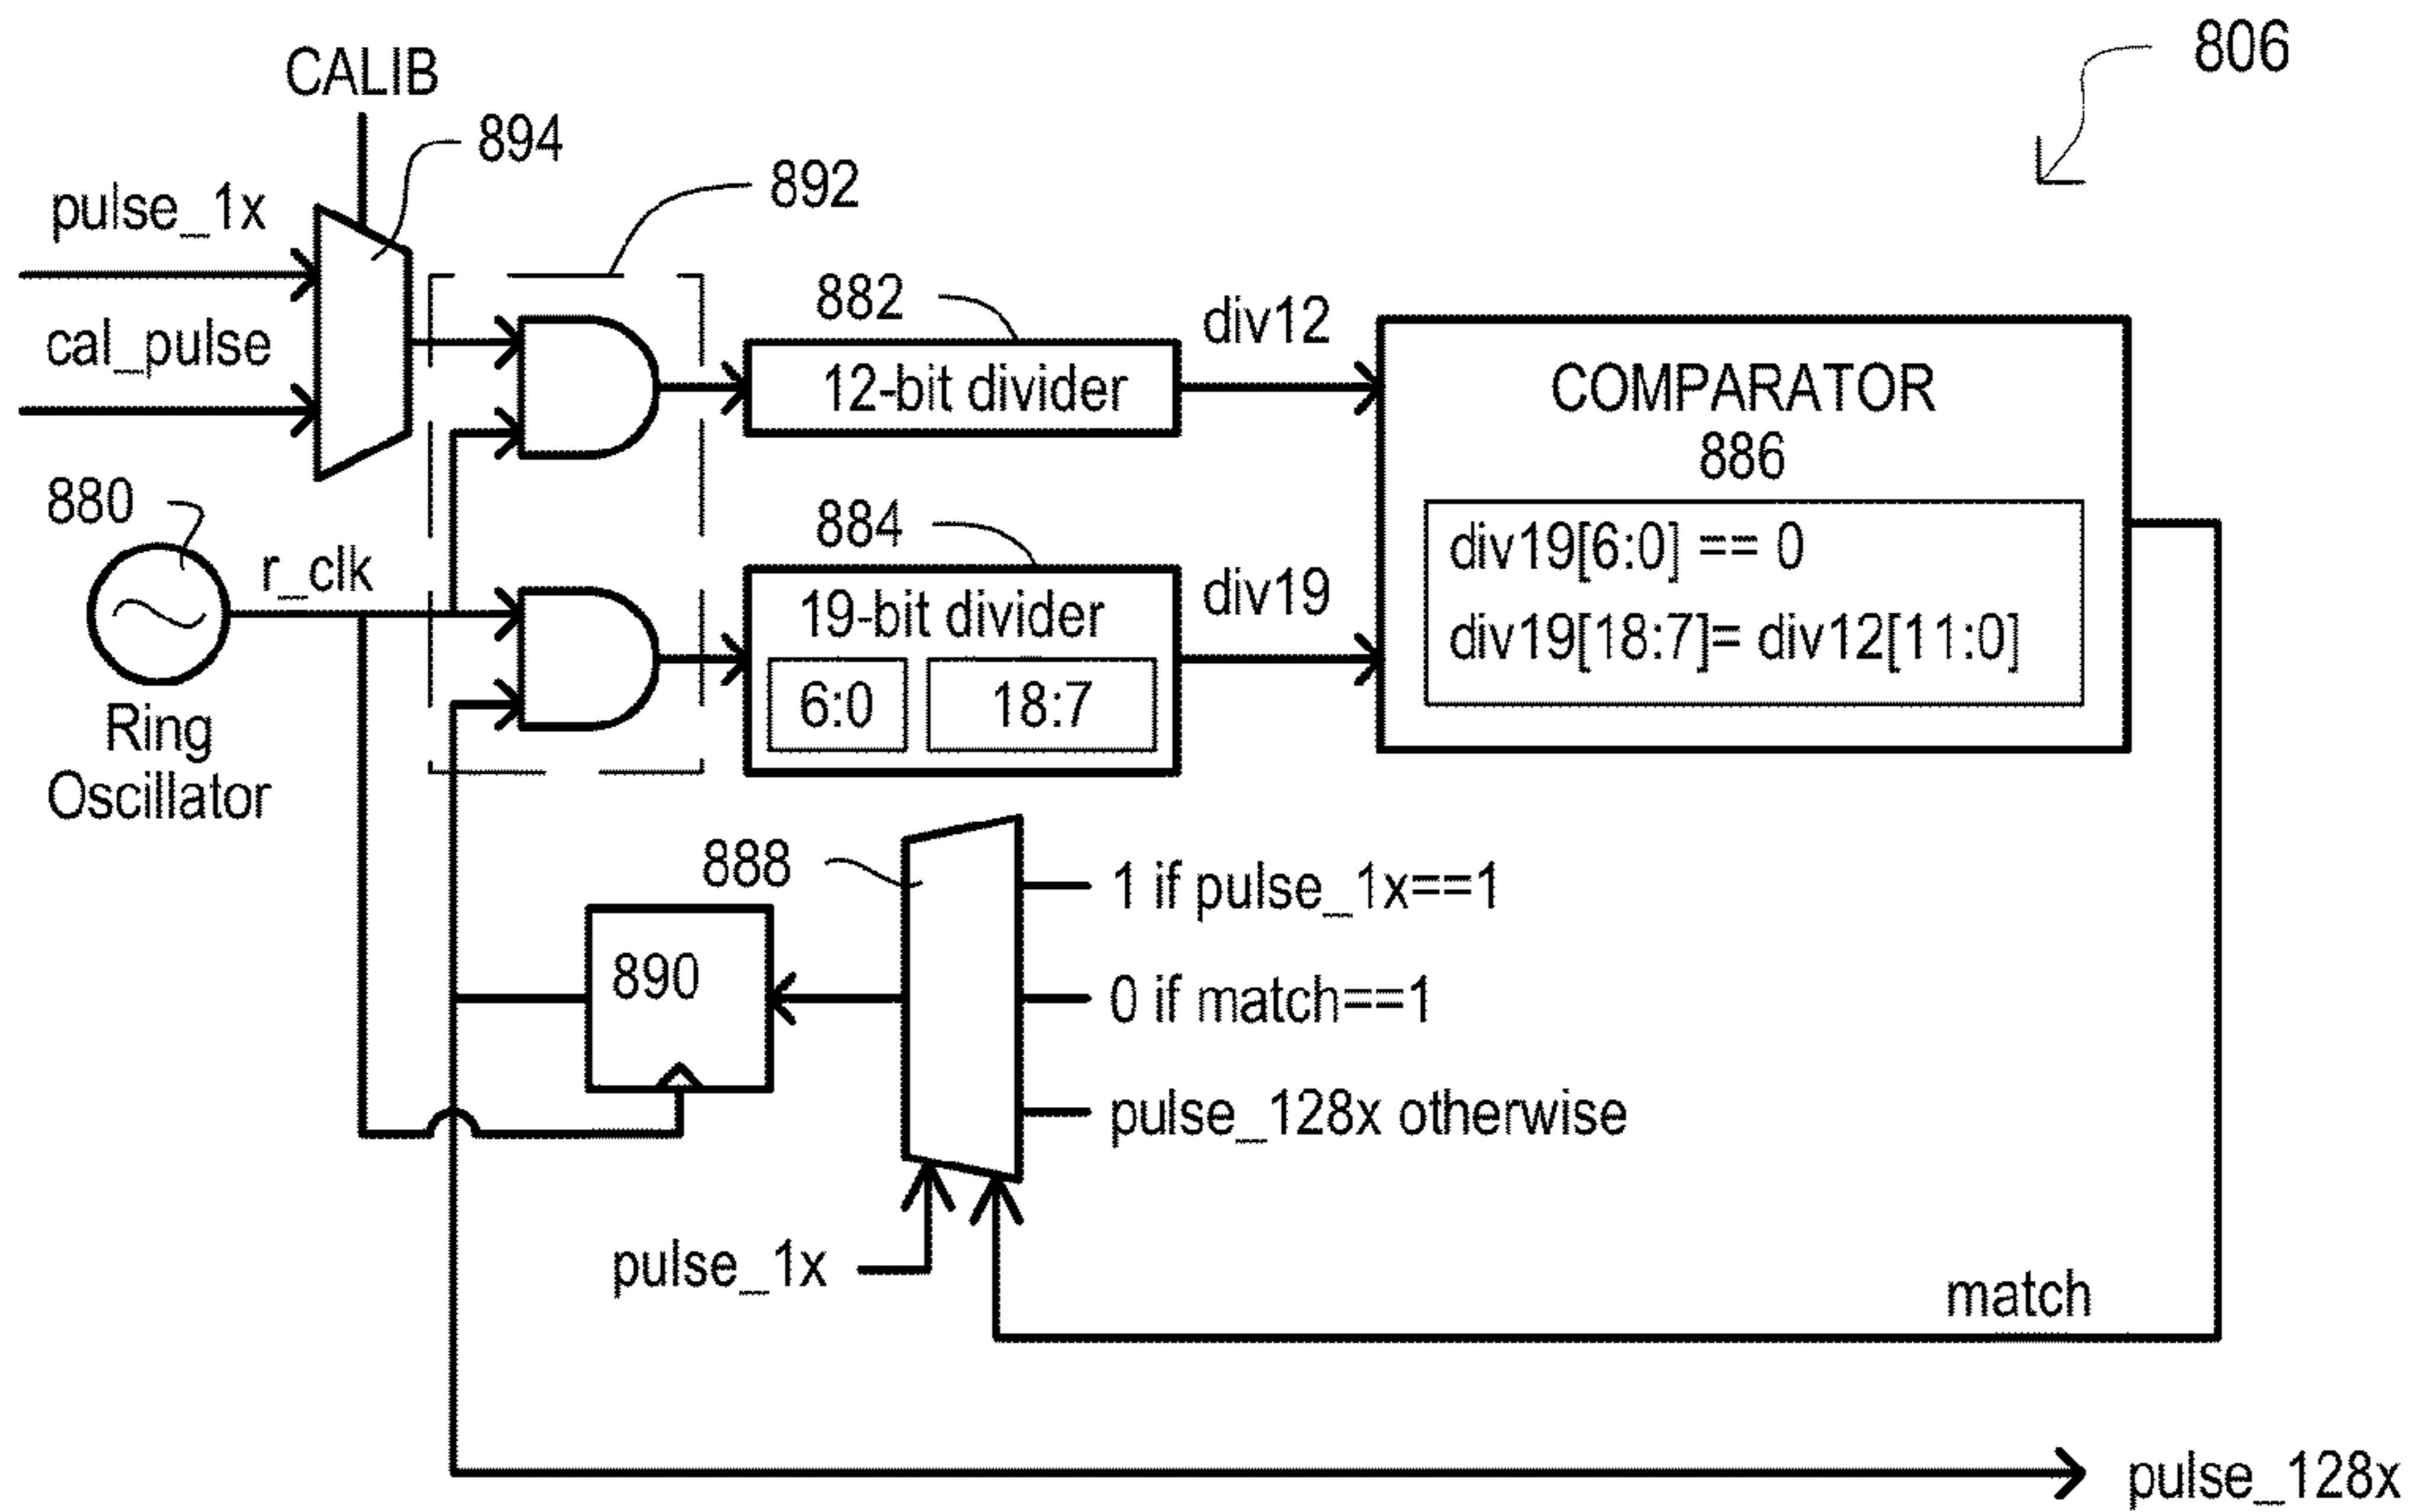 806
CALIB
894
892
pulse_1x
882
div12
cal_pulse
12-bit divider
COMPARATOR
886
880
884
r_clk
div19
div19[6:0] == 0
19-bit divider
div19[18:7]= div12[11:0]
6:0
18:7
Ring
Oscillator
888
1 if pulse_1x==1
890
0 if match==1
pulse_128x otherwise
pulse_1x
match
pulse_128x